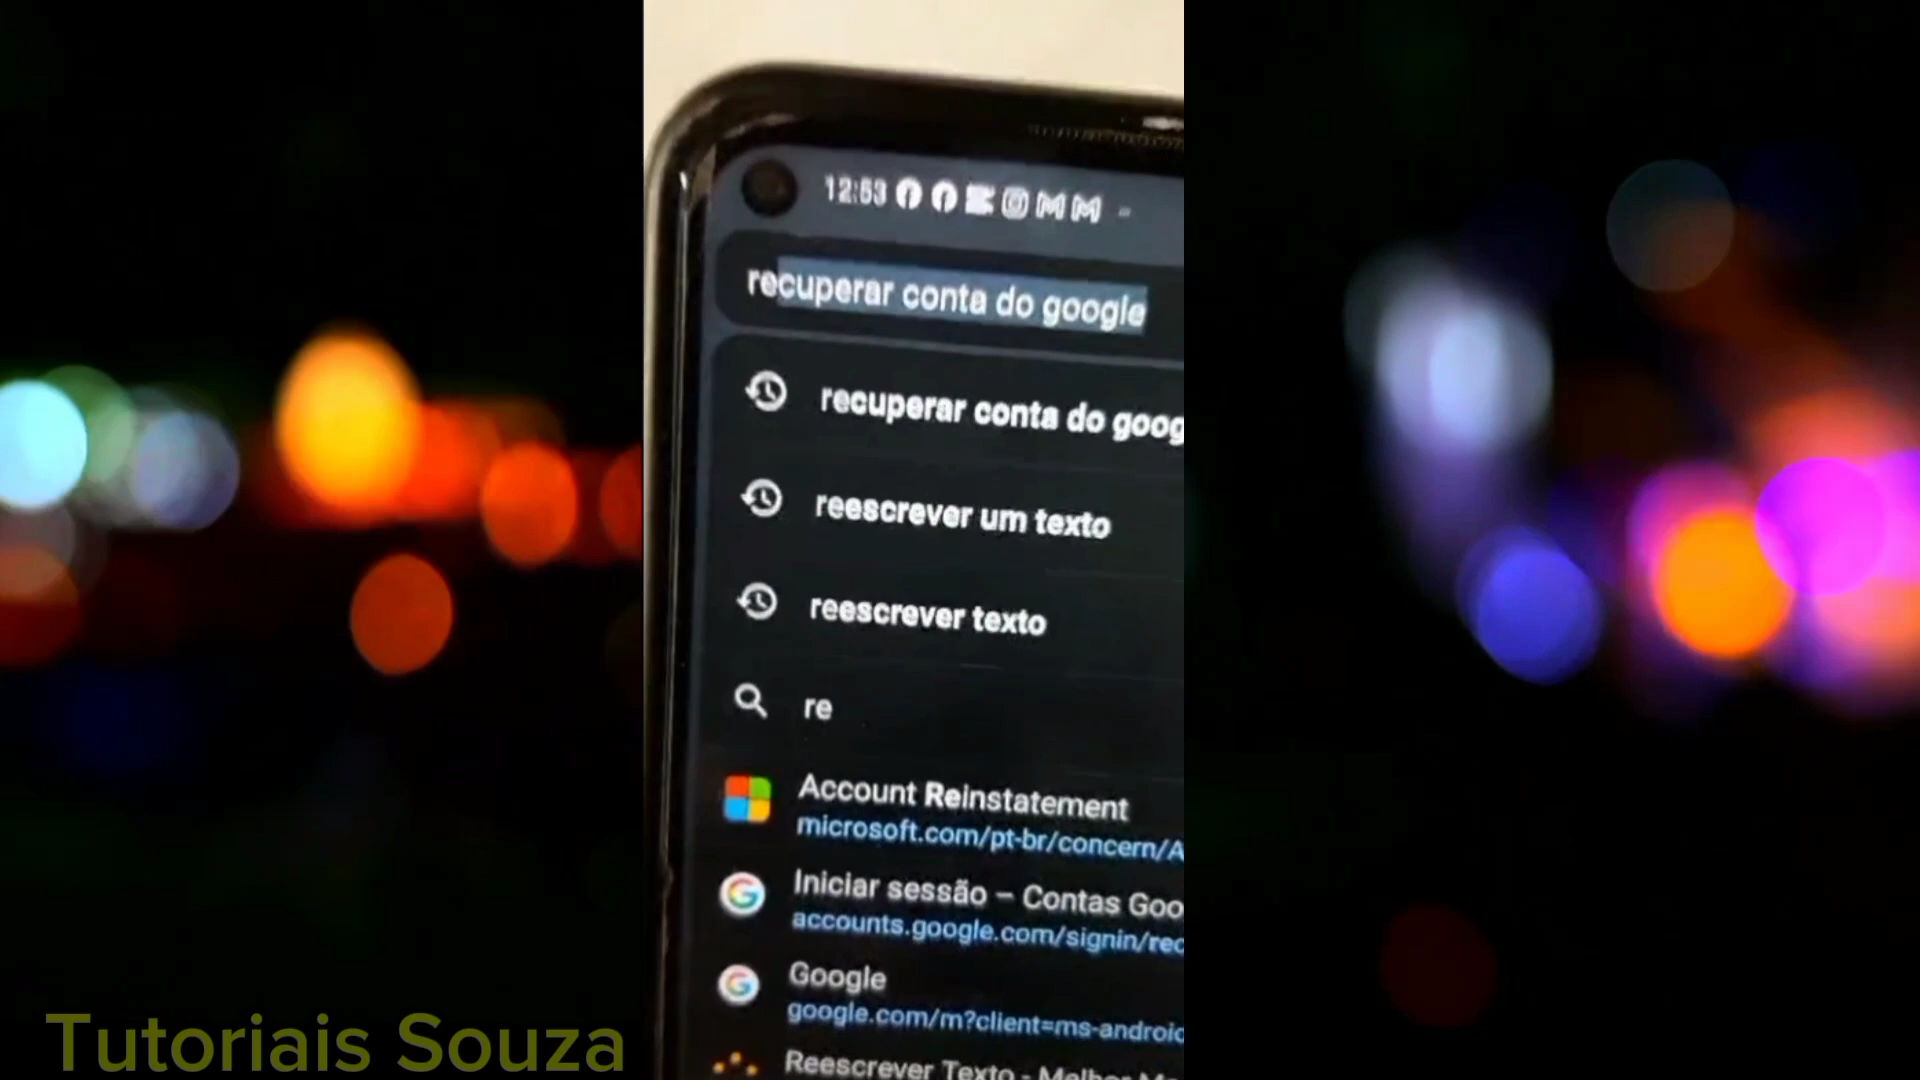 12:53
recuperar conta do google
recuperar conta do goog
reescrever um texto
reescrever texto
re
Account Reinstatement
microsoft.com/pt-br/concern/A
Iniciar sessão – Contas Goo
accounts.google.com/signin/rec
Google
google.com/m?client=ms-android
Reescrever Texto - Melhor
Tutoriais Souza